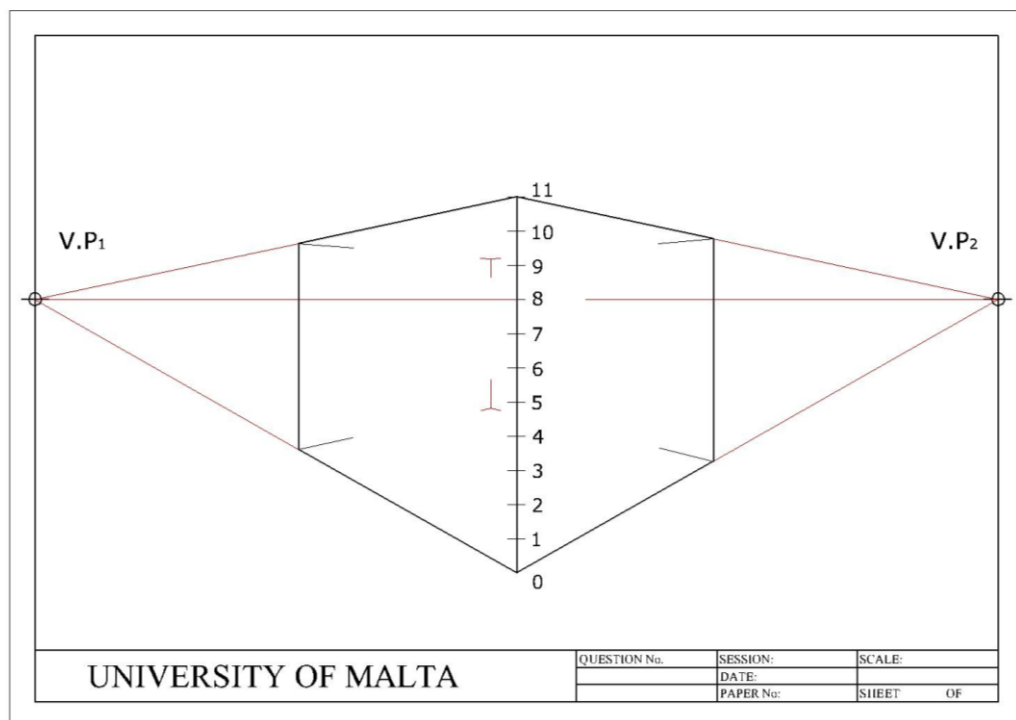 11
10
V.P1 V.P2
9
8
7
6
5
4
3
2
1
0
UNIVERSITY OF MALTA
QUESTION No. SESSION: SCALE:
DATE:
PAPER No: SHEET OF